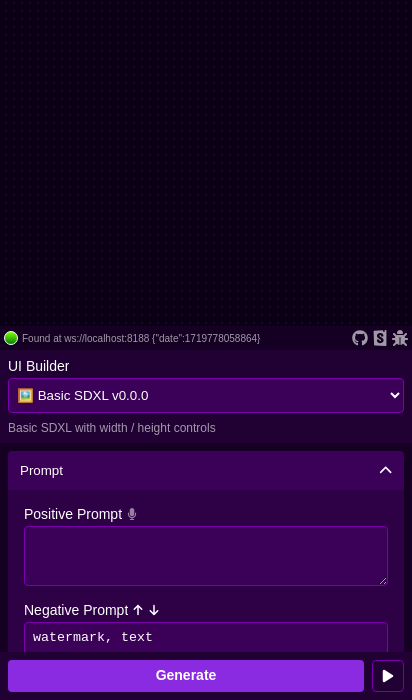 Found at ws://localhost:8188 {"date":1719778058864}
UI Builder
🖼️ Basic SDXL v0.0.0
Basic SDXL with width / height controls
Prompt
Positive Prompt
Negative Prompt
watermark, text
Generate